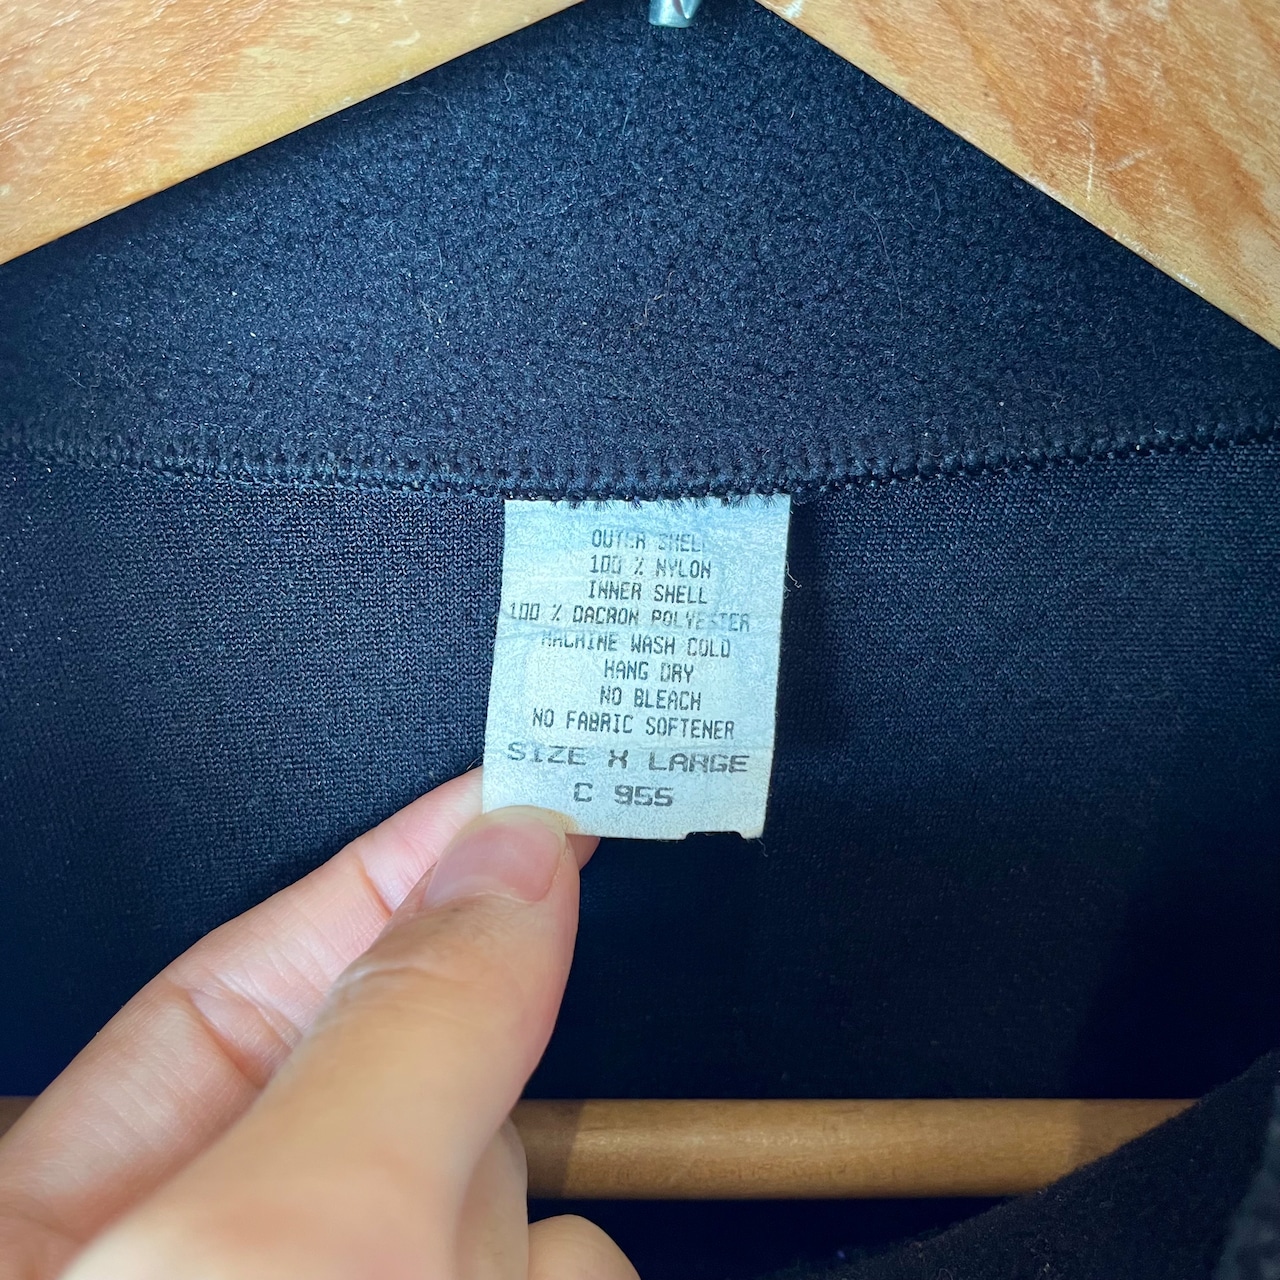 OUTER SHELL
100 % NYLON
INNER SHELL
100 % DACRON POLYESTER
MACHINE WASH COLD
HANG DRY
NO BLEACH
NO FABRIC SOFTENER
SIZE X LARGE
C 955